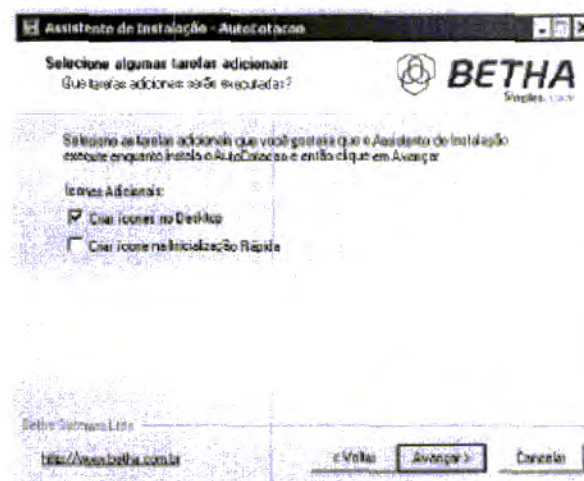 Assistente de Instalação - AutoCotacao
Selecione algumas tarefas adicionais
Que tarefas adicionais serão executadas?
BETHA
Simples.
Selecione as tarefas adicionais que você gostaria que o Assistente de Instalação
execute enquanto instala o AutoCotacao e então clique em Avançar
Ícones Adicionais:
Criar ícones no Desktop
Criar ícone na Inicialização Rápida
Betha Sistemas Ltda
http://www.betha.com.br
< Voltar
Avançar >
Cancelar